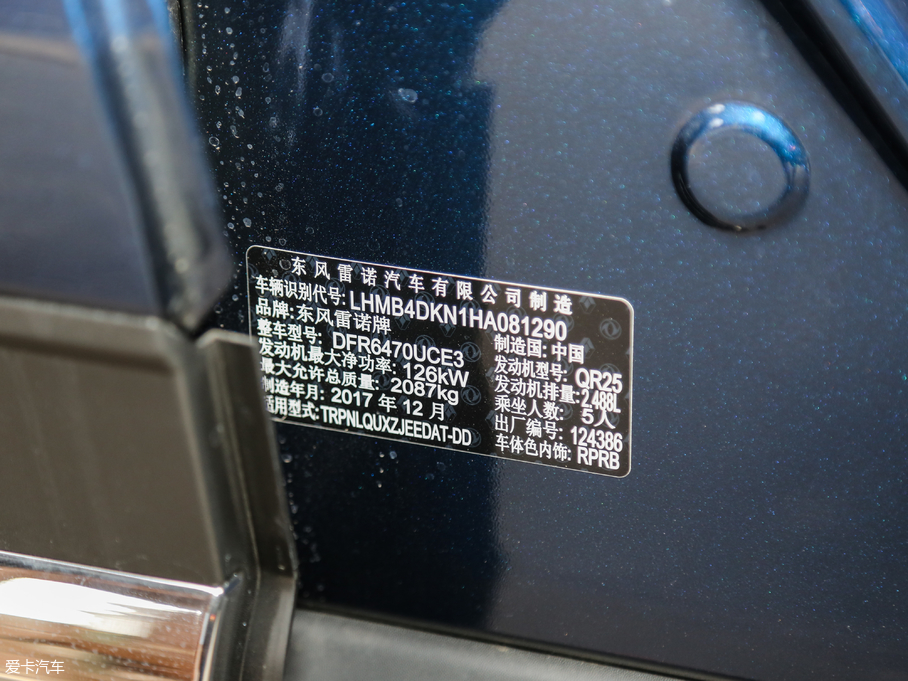 东风雷诺汽车有限公司制造
车辆识别代号:LHMB4DKN1HA081290
品牌:东风雷诺牌 制造国:中国
整车型号: DFR6470UCE3 发动机型号: QR25
发动机最大净功率: 126kW 发动机排量:2.488L
最大允许总质量: 2087kg 乘坐人数: 5人
制造年月: 2017 年 12 月 出厂编号: 124386
适用型式:TRPNLQUXZJEEDAT-DD 车体色内饰: RPRB
爱卡汽车